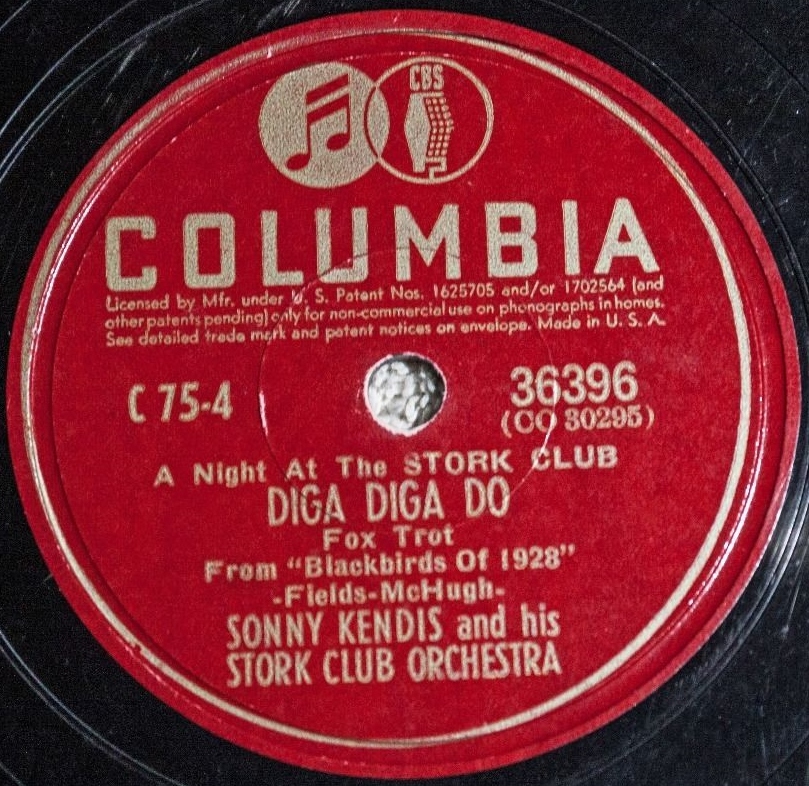 CBS
COLUMBIA
Licensed by Mfr. under U. S. Patent Nos. 1625705 and/or 1702564 (and
other patents pending) only for non-commercial use on phonographs in homes.
See detailed trade mark and patent notices on envelope. Made in U. S. A.
C 75-4
36396
(CO 30295)
A Night At The STORK CLUB
DIGA DIGA DO
Fox Trot
From "Blackbirds Of 1928"
-Fields-McHugh-
SONNY KENDIS and his
STORK CLUB ORCHESTRA